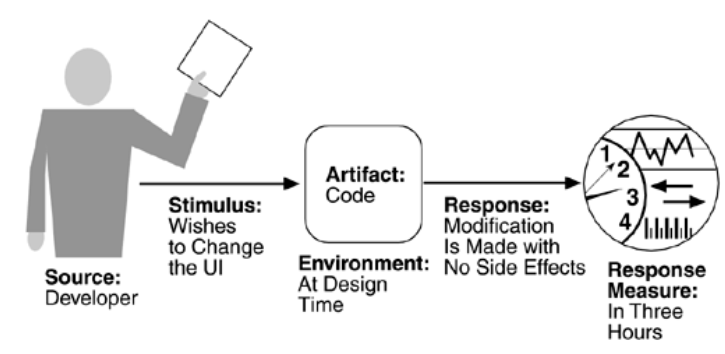 Source:
Developer
Stimulus:
Wishes
to Change
the UI
Artifact:
Code
Environment:
At Design
Time
Response:
Modification
Is Made with
No Side Effects
1
2
3
4
Response
Measure:
In Three
Hours